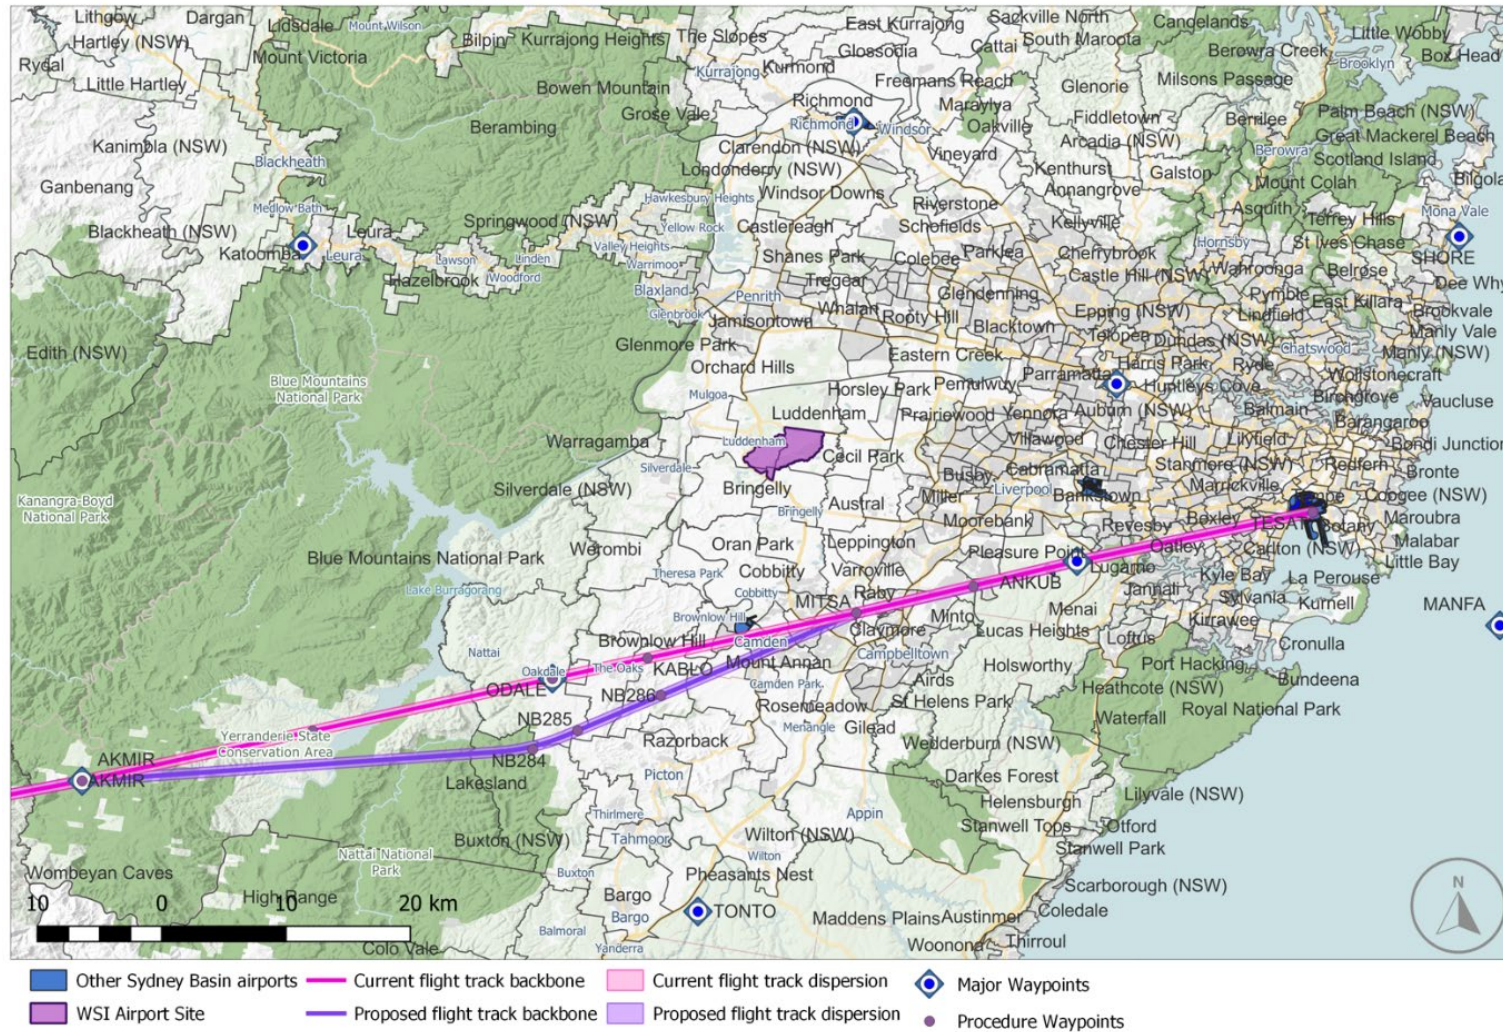 Lithgow
Dargan
Lidsdale
Mount Wilson
Bilpin
Kurrajong Heights
The Slopes
East Kurrajong
Sackville North
Cangelands
Little Wobby
Hartley (NSW)
Mount Victoria
Glossodia
Cattai
South Maroota
Berowra Creek
Box Head
Rydal
Little Hartley
Kurrajong
Kurmond
Brooklyn
Bowen Mountain
Freemans Reach
Glenorie
Milsons Passage
Grose Vale
Richmond
Maraylya
Palm Beach (NSW)
Berambing
Richmond
Windsor
Oakville
Fiddletown
Berrilee
Great Mackerel Beach
Kanimbla (NSW)
Clarendon (NSW)
Vineyard
Arcadia (NSW)
Berowra
Scotland Island
Blackheath
Londonderry (NSW)
Kenthurst
Galston
Mount Colah
Bilgola
Ganbenang
Windsor Downs
Annangrove
Medlow Bath
Hawkesbury Heights
Riverstone
Asquith
Terrey Hills
Mona Vale
Blackheath (NSW)
Leura
Springwood (NSW)
Yellow Rock
Castlereagh
Schofields
Kellyville
Hornsby
St Ives Chase
Katoomba
Leura
Lawson
Linden
Valley Heights
Warrimoo
Shanes Park
Colebee
Parklea
Cherrybrook
Wahroonga
Belrose
SHORE
Hazelbrook
Woodford
Blaxland
Tregear
Castle Hill (NSW)
Dee Why
Penrith
Glendenning
Pymble
East Killara
Glenbrook
Jamisontown
Whalan
Rooty Hill
Blacktown
Epping (NSW)
Lindfield
Brookvale
Edith (NSW)
Glenmore Park
Telopea
Dundas (NSW)
Chatswood
Manly Vale
Orchard Hills
Eastern Creek
Harris Park
Ryde
Manly (NSW)
Blue Mountains
National Park
Mulgoa
Horsley Park
Pemulwuy
Parramatta
Huntleys Cove
Wollstonecraft
Birchgrove
Vaucluse
Luddenham
Prairiewood
Yennora
Auburn (NSW)
Balmain
Barangaroo
Warragamba
Luddenham
Villawood
Chester Hill
Lilyfield
Bondi Junction
Silverdale
Cecil Park
Busby
Cabramatta
Stanmore (NSW)
Redfern
Bronte
Kanangra-Boyd
National Park
Silverdale (NSW)
Bringelly
Miller
Liverpool
Bankstown
Marrickville
Coogee (NSW)
Bringelly
Austral
Moorebank
Revesby
Bexley
TESAT
Botany
Maroubra
Blue Mountains National Park
Werombi
Oran Park
Leppington
Pleasure Point
Oatley
Carlton (NSW)
Malabar
Little Bay
Lake Burragorang
Theresa Park
Cobbitty
Varroville
Lugarno
Kyle Bay
La Perouse
Cobbitty
Raby
ANKUB
Jannali
Sylvania
Kurnell
MITSA
Minto
Menai
MANFA
Brownlow Hill
Claymore
Lucas Heights
Loftus
Kirrawee
Cronulla
Nattai
Brownlow Hill
Camden
Campbelltown
Oakdale
The Oaks
KABLO
Mount Annan
Holsworthy
Port Hacking
Bundeena
ODALE
NB286
Camden Park
Airds
St Helens Park
Heathcote (NSW)
Royal National Park
NB285
Rosemeadow
Menangle
Gilead
Waterfall
Yerranderie State
Conservation Area
Razorback
Wedderburn (NSW)
AKMIR
AKMIR
NB284
Lakesland
Picton
Darkes Forest
Lilyvale (NSW)
Thirlmere
Appin
Helensburgh
Buxton (NSW)
Tahmoor
Wilton (NSW)
Stanwell Tops
Otford
Stanwell Park
Nattai National
Park
Wilton
Wombeyan Caves
Buxton
Pheasants Nest
Scarborough (NSW)
High Range
Bargo
Bargo
TONTO
Maddens Plains
Austinmer
Coledale
Balmoral
Yanderra
Woonona
Thirroul
Colo Vale
10 0 10 20 km
N
Other Sydney Basin airports
Current flight track backbone
Current flight track dispersion
Major Waypoints
WSI Airport Site
Proposed flight track backbone
Proposed flight track dispersion
Procedure Waypoints